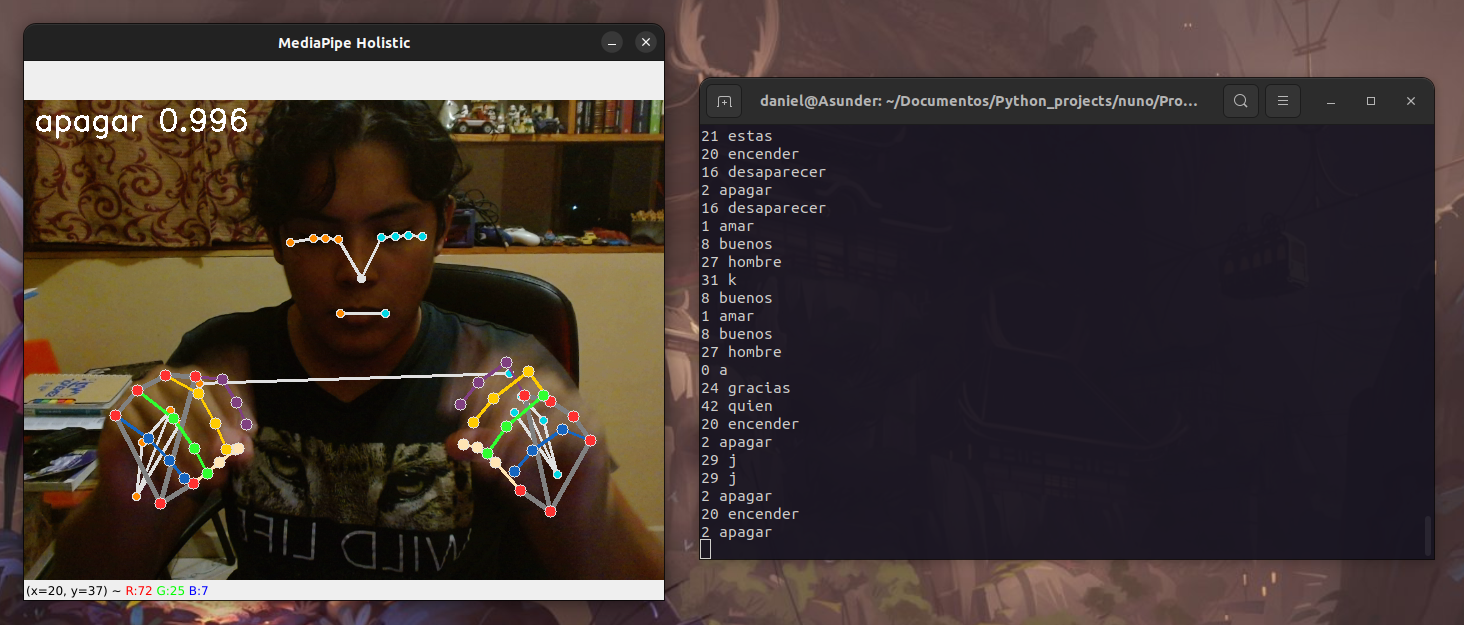 MediaPipe Holistic
apagar 0.996
WILD LIFE
(x=20, y=37) ~ R:72 G:25 B:7
daniel@Asunder: ~/Documentos/Python_projects/nuno/Pro...
21 estas
20 encender
16 desaparecer
2 apagar
16 desaparecer
1 amar
8 buenos
27 hombre
31 k
8 buenos
1 amar
8 buenos
27 hombre
0 a
24 gracias
42 quien
20 encender
2 apagar
29 j
29 j
2 apagar
20 encender
2 apagar